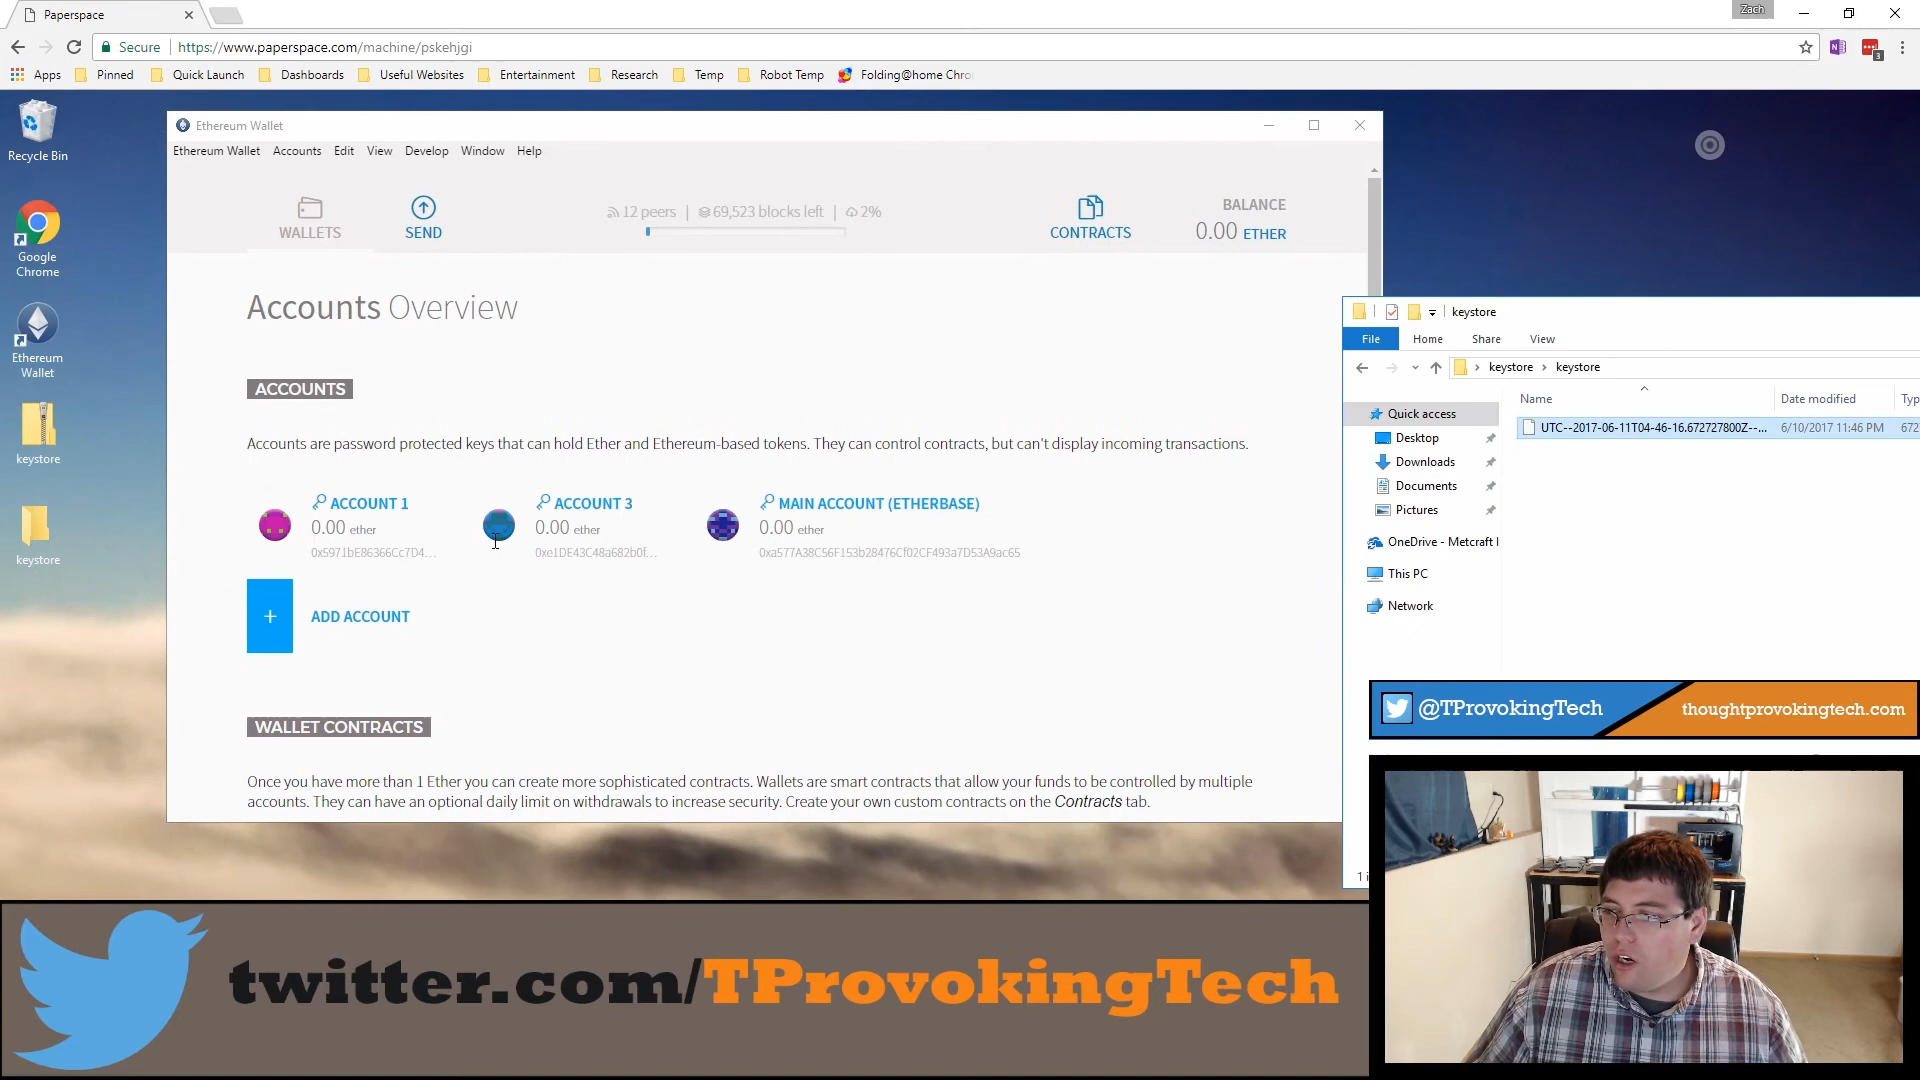 Paperspace
Zach
Secure
https://www.paperspace.com/machine/pskehjgi
3
Apps Pinned Quick Launch Dashboards Useful Websites Entertainment Research Temp Robot Temp Folding@home Chro
Recycle Bin
Google
Chrome
Ethereum
Wallet
keystore
keystore
Ethereum Wallet
Ethereum Wallet Accounts Edit View Develop Window Help
WALLETS
SEND
12 peers | 69,523 blocks left | 2%
CONTRACTS
BALANCE
0.00 ETHER
Accounts Overview
ACCOUNTS
Accounts are password protected keys that can hold Ether and Ethereum-based tokens. They can control contracts, but can't display incoming transactions.
ACCOUNT 1
0.00 ether
0x5971bE86366Cc7D4...
ACCOUNT 3
0.00 ether
0xe1DE43C48a682b0f...
MAIN ACCOUNT (ETHERBASE)
0.00 ether
0xa577A38C56F153b28476Cf02CF493a7D53A9ac65
ADD ACCOUNT
WALLET CONTRACTS
Once you have more than 1 Ether you can create more sophisticated contracts. Wallets are smart contracts that allow your funds to be controlled by multiple
accounts. They can have an optional daily limit on withdrawals to increase security. Create your own custom contracts on the Contracts tab.
keystore
File Home Share View
keystore keystore
Name Date modified Typ
UTC--2017-06-11T04-46-16.672727800Z--... 6/10/2017 11:46 PM 672
Quick access
Desktop
Downloads
Documents
Pictures
OneDrive - Metcraft I
This PC
Network
1 i
@TProvokingTech
thoughtprovokingtech.com
twitter.com/TProvokingTech